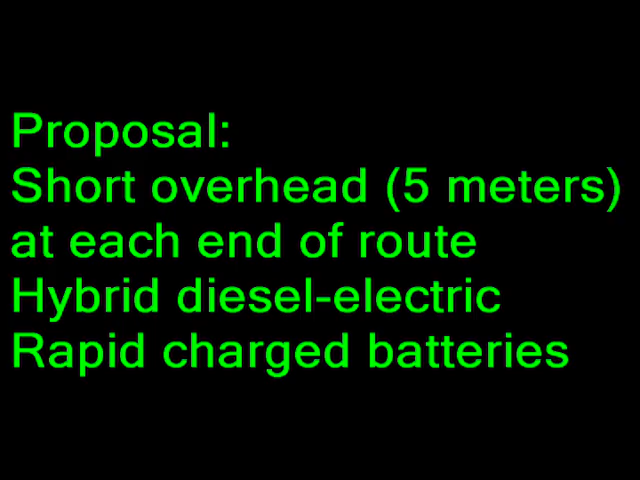 Proposal:
Short overhead (5 meters)
at each end of route
Hybrid diesel-electric
Rapid charged batteries